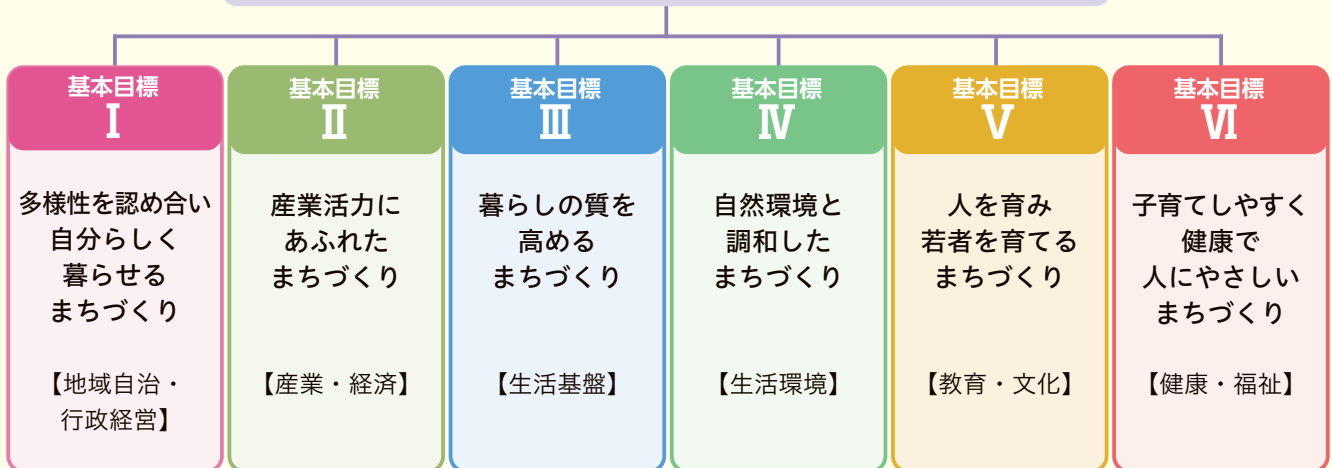 基本目標
Ⅰ
多様性を認め合い
自分らしく
暮らせる
まちづくり
【地域自治・
行政経営】
基本目標
Ⅱ
産業活力に
あふれた
まちづくり
【産業・経済】
基本目標
Ⅲ
暮らしの質を
高める
まちづくり
【生活基盤】
基本目標
Ⅳ
自然環境と
調和した
まちづくり
【生活環境】
基本目標
Ⅴ
人を育み
若者を育てる
まちづくり
【教育・文化】
基本目標
Ⅵ
子育てしやすく
健康で
人にやさしい
まちづくり
【健康・福祉】